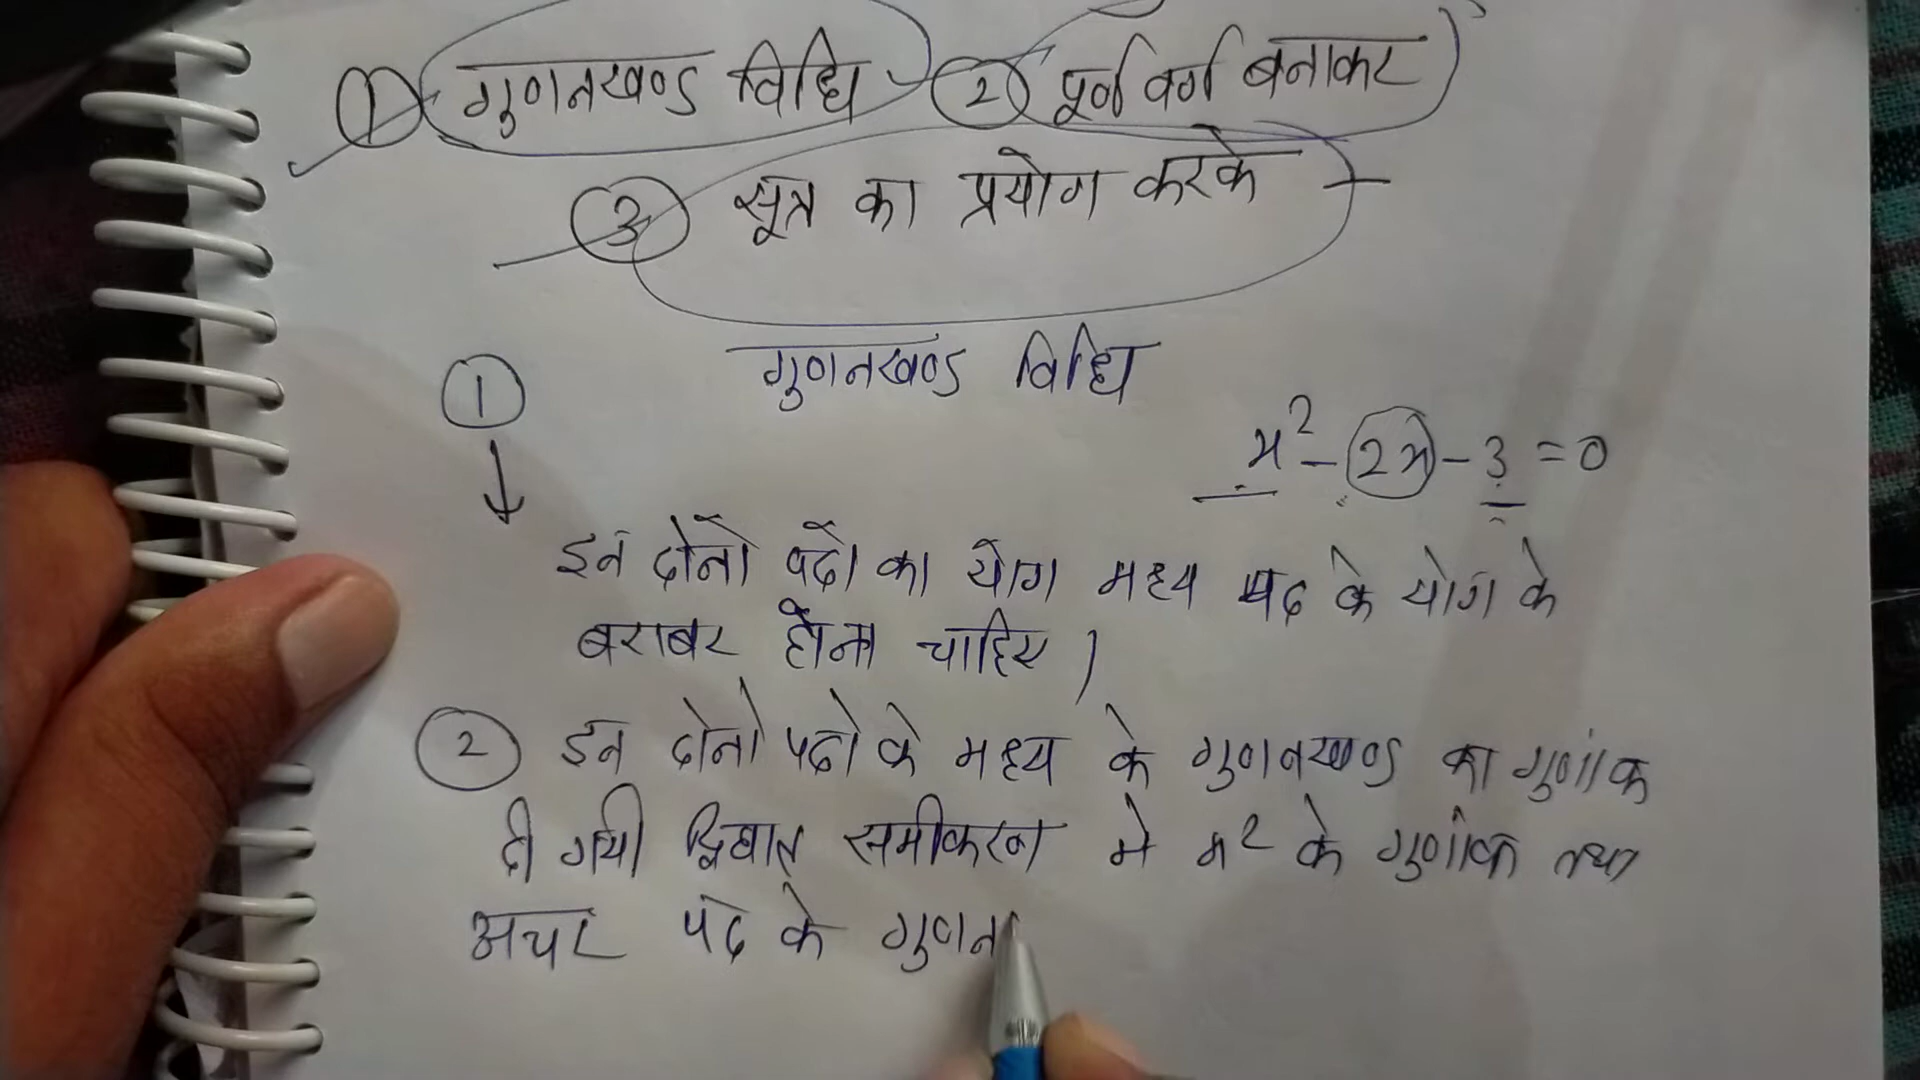 ① गुणनखण्ड विधि ② पूर्ण वर्ग बनाकर
③ सूत्र का प्रयोग करके
① गुणनखण्ड विधि
x² - 2x - 3 = 0
इन दोनों पदों का योग मध्य पद के योग के
बराबर होना चाहिए।
② इन दोनो पदो के मध्य के गुणनखण्ड का गुणांक
दी गयी द्विघात समीकरण मे x² के गुणांक तथा
अचर पद के गुणन